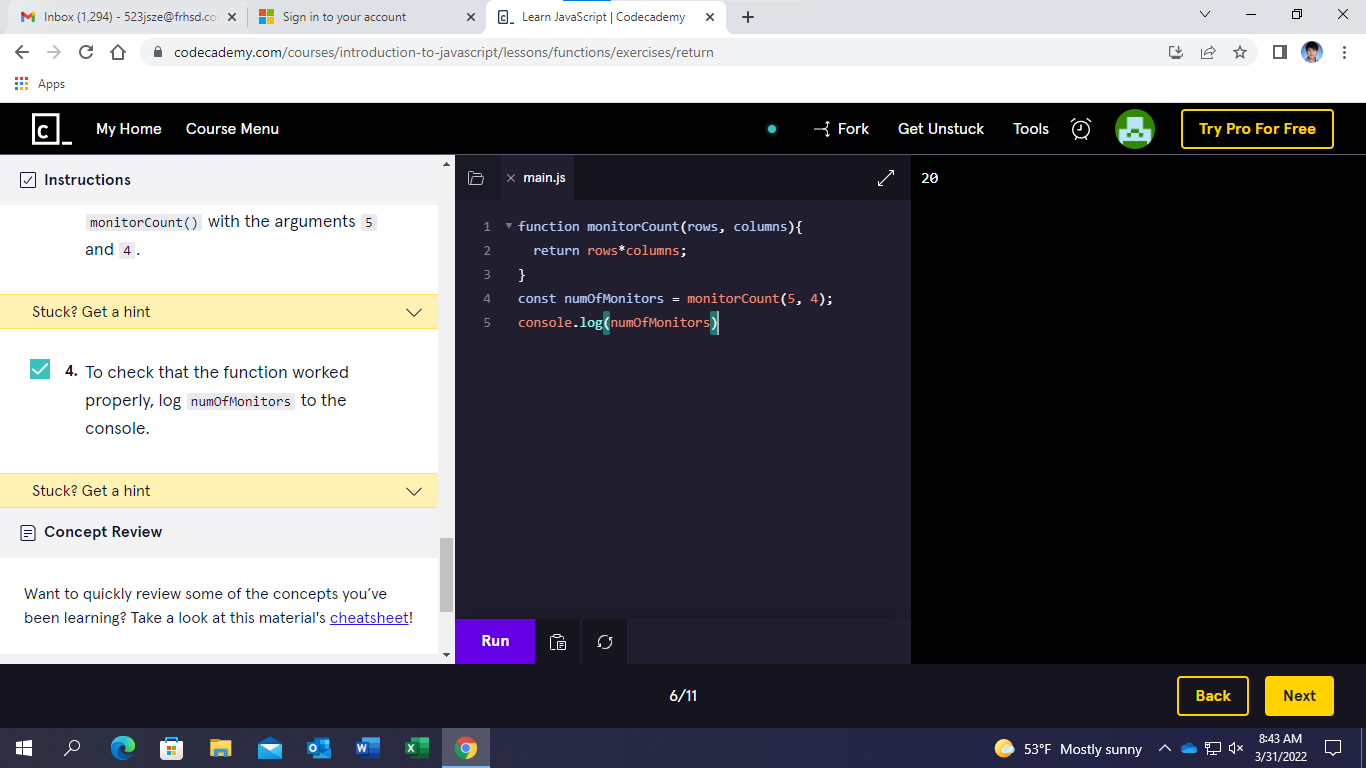 Inbox (1,294) - 523jsze@frhsd.co
Sign in to your account
Learn JavaScript | Codecademy
codecademy.com/courses/introduction-to-javascript/lessons/functions/exercises/return
Apps
My Home
Course Menu
Fork
Get Unstuck
Tools
Try Pro For Free
Instructions
monitorCount() with the arguments 5
and 4.
Stuck? Get a hint
4. To check that the function worked
properly, log numOfMonitors to the
console.
Stuck? Get a hint
Concept Review
Want to quickly review some of the concepts you’ve
been learning? Take a look at this material's cheatsheet!
main.js
1 function monitorCount(rows, columns){
2 return rows*columns;
3 }
4 const numOfMonitors = monitorCount(5, 4);
5 console.log(numOfMonitors)
Run
20
6/11
Back
Next
53°F Mostly sunny
8:43 AM
3/31/2022